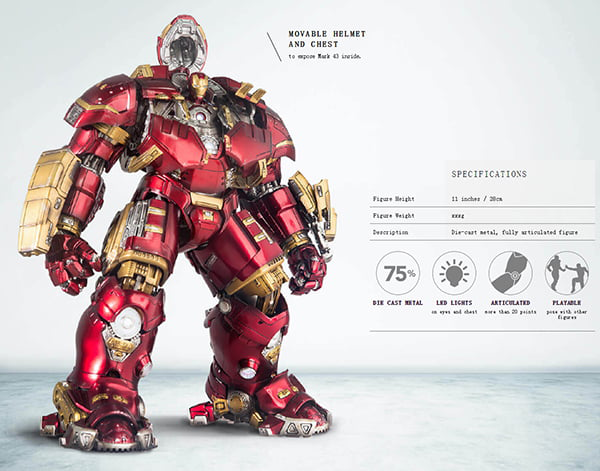 MOVABLE HELMET
AND CHEST
to expose Mark 43 inside.
SPECIFICATIONS
Figure Height 11 inches / 28cm
Figure Weight xxxg
Description Die-cast metal, fully articulated figure
75%
DIE CAST METAL
LED LIGHTS
on eyes and chest
ARTICULATED
more than 20 points
PLAYABLE
pose with other
figures